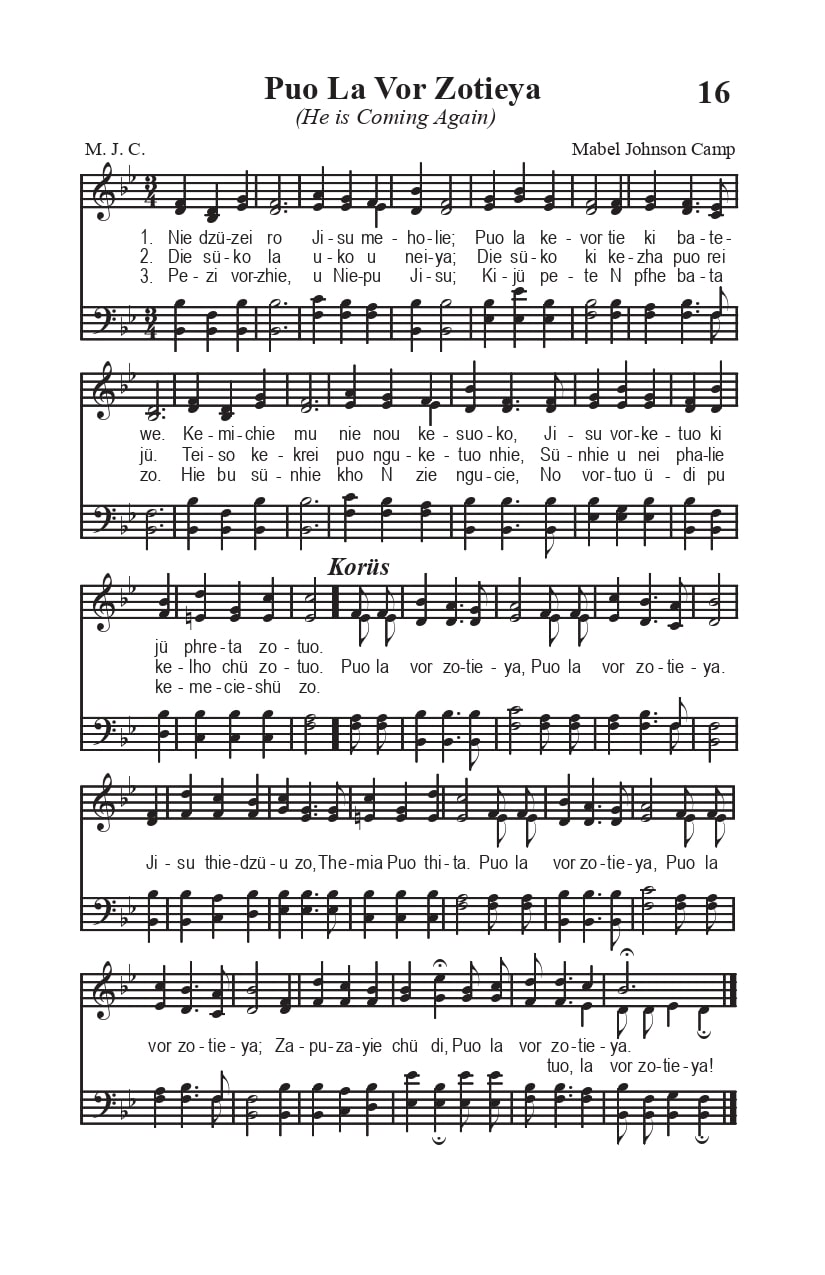 Puo La Vor Zotieya
16
(He is Coming Again)
M. J. C.
Mabel Johnson Camp
1. Nie dzü-zei ro Ji-su me-ho-lie; Puo la ke-vor tie ki ba-te-
2. Die sü-ko la u-ko u nei-ya; Die sü-ko ki ke-zha puo rei
3. Pe-zi vor-zhie, u Nie-pu Ji-su; Ki-jü pe-te N pfhe ba-ta
we. Ke-mi-chie mu nie nou ke-suo-ko, Ji-su vor-ke-tuo ki
jü. Tei-so ke-krei puo ngu-ke-tuo nhie, Sü-nhie u nei pha-lie
zo. Hie bu sü-nhie kho N zie ngu-cie, No vor-tuo ü-di pu
Korüs
jü phre-ta zo-tuo.
ke-lho chü zo-tuo. Puo la vor zo-tie-ya, Puo la vor zo-tie-ya.
ke-me-cie-shü zo.
Ji-su thie-dzü-u zo, The-mia Puo thi-ta. Puo la vor zo-tie-ya, Puo la
vor zo-tie-ya; Za-pu-za-yie chü di, Puo la vor zo-tie-ya.
tuo, la vor zo-tie-ya!